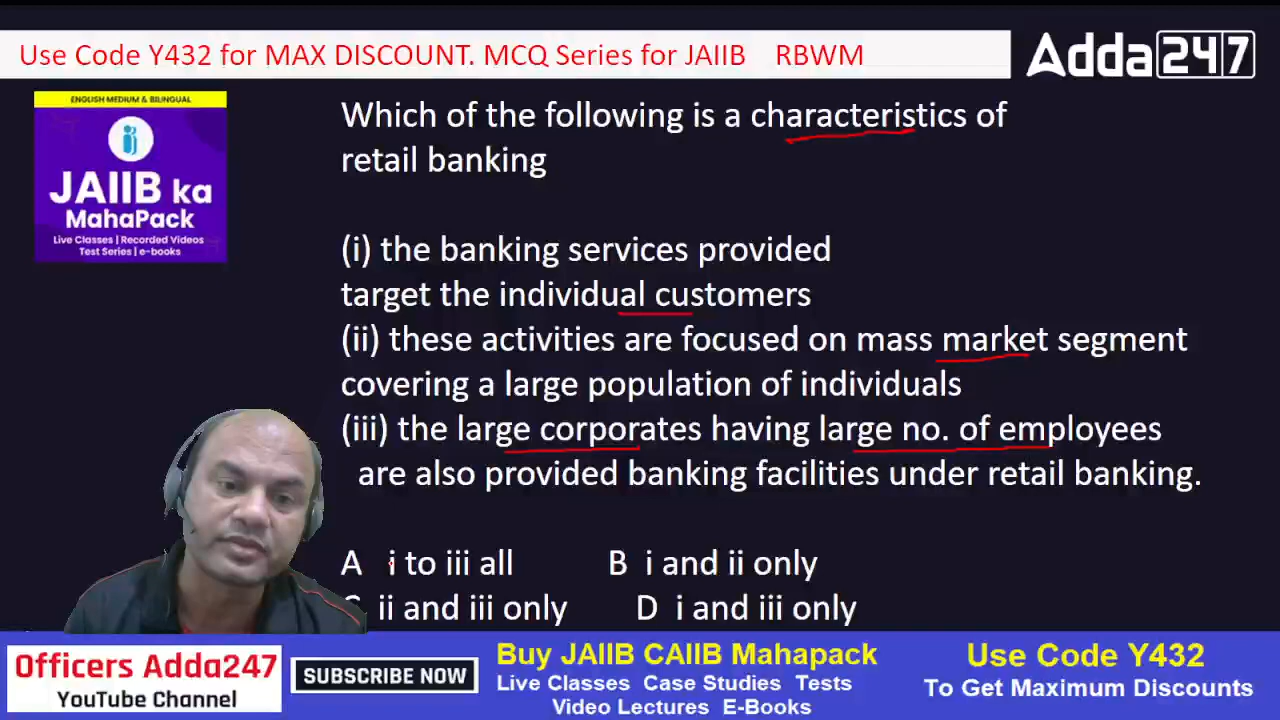 Use Code Y432 for MAX DISCOUNT. MCQ Series for JAIIB RBWM
Adda247
ENGLISH MEDIUM & BILINGUAL
JAIIB ka
MahaPack
Live Classes | Recorded Videos
Test Series | e-books
Which of the following is a characteristics of
retail banking
(i) the banking services provided
target the individual customers
(ii) these activities are focused on mass market segment
covering a large population of individuals
(iii) the large corporates having large no. of employees
are also provided banking facilities under retail banking.
A i to iii all B i and ii only
C ii and iii only D i and iii only
Officers Adda247
YouTube Channel
SUBSCRIBE NOW
Buy JAIIB CAIIB Mahapack
Live Classes Case Studies Tests
Video Lectures E-Books
Use Code Y432
To Get Maximum Discounts